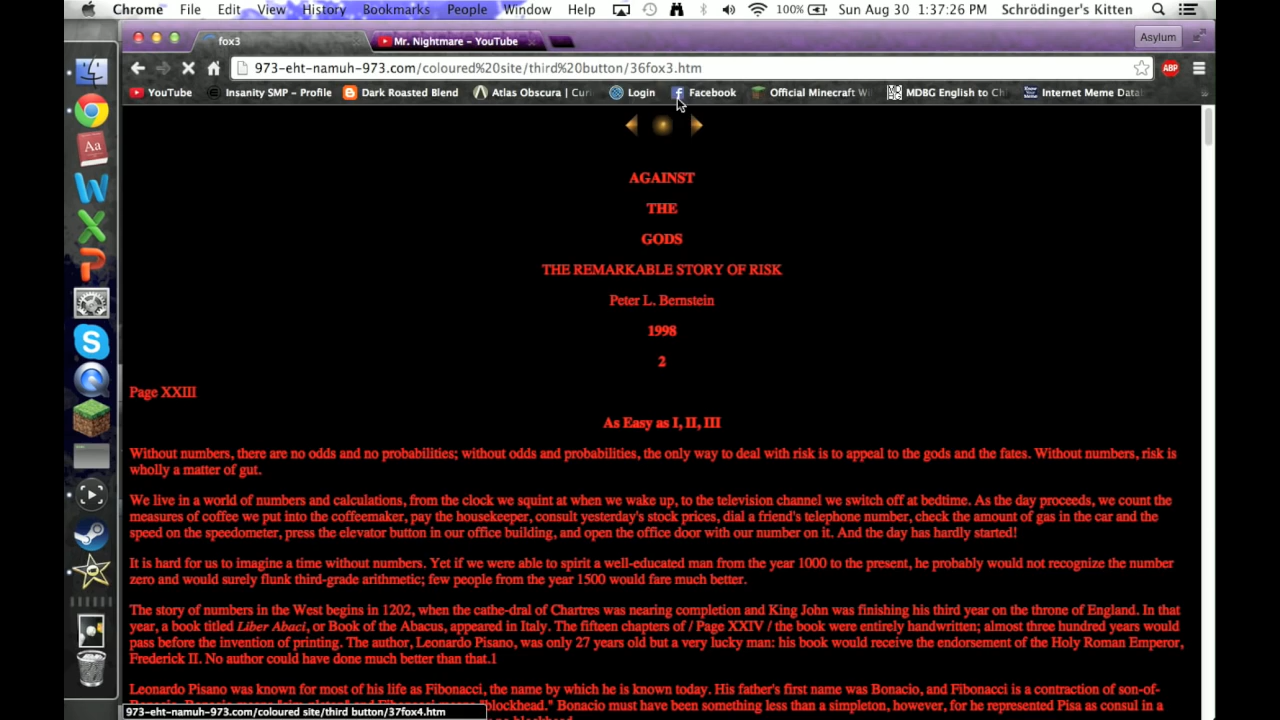 Chrome File Edit View History Bookmarks People Window Help 100% Sun Aug 30 1:37:26 PM Schrödinger's Kitten
fox3 Mr. Nightmare - YouTube Asylum
973-eht-namuh-973.com/coloured%20site/third%20button/36fox3.htm ABP
YouTube Insanity SMP - Profile Dark Roasted Blend Atlas Obscura | Curi Login Facebook Official Minecraft Wi MDBG English to Chi Internet Meme Datab
AGAINST
THE
GODS
THE REMARKABLE STORY OF RISK
Peter L. Bernstein
1998
2
Page XXIII
As Easy as I, II, III
Without numbers, there are no odds and no probabilities; without odds and probabilities, the only way to deal with risk is to appeal to the gods and the fates. Without numbers, risk is
wholly a matter of gut.
We live in a world of numbers and calculations, from the clock we squint at when we wake up, to the television channel we switch off at bedtime. As the day proceeds, we count the
measures of coffee we put into the coffeemaker, pay the housekeeper, consult yesterday's stock prices, dial a friend's telephone number, check the amount of gas in the car and the
speed on the speedometer, press the elevator button in our office building, and open the office door with our number on it. And the day has hardly started!
It is hard for us to imagine a time without numbers. Yet if we were able to spirit a well-educated man from the year 1000 to the present, he probably would not recognize the number
zero and would surely flunk third-grade arithmetic; few people from the year 1500 would fare much better.
The story of numbers in the West begins in 1202, when the cathe-dral of Chartres was nearing completion and King John was finishing his third year on the throne of England. In that
year, a book titled Liber Abaci, or Book of the Abacus, appeared in Italy. The fifteen chapters of / Page XXIV / the book were entirely handwritten; almost three hundred years would
pass before the invention of printing. The author, Leonardo Pisano, was only 27 years old but a very lucky man: his book would receive the endorsement of the Holy Roman Emperor,
Frederick II. No author could have done much better than that.1
Leonardo Pisano was known for most of his life as Fibonacci, the name by which he is known today. His father's first name was Bonacio, and Fibonacci is a contraction of son-of-
"blockhead." Bonacio must have been something less than a simpleton, however, for he represented Pisa as consul in a
973-eht-namuh-973.com/coloured site/third button/37fox4.htm